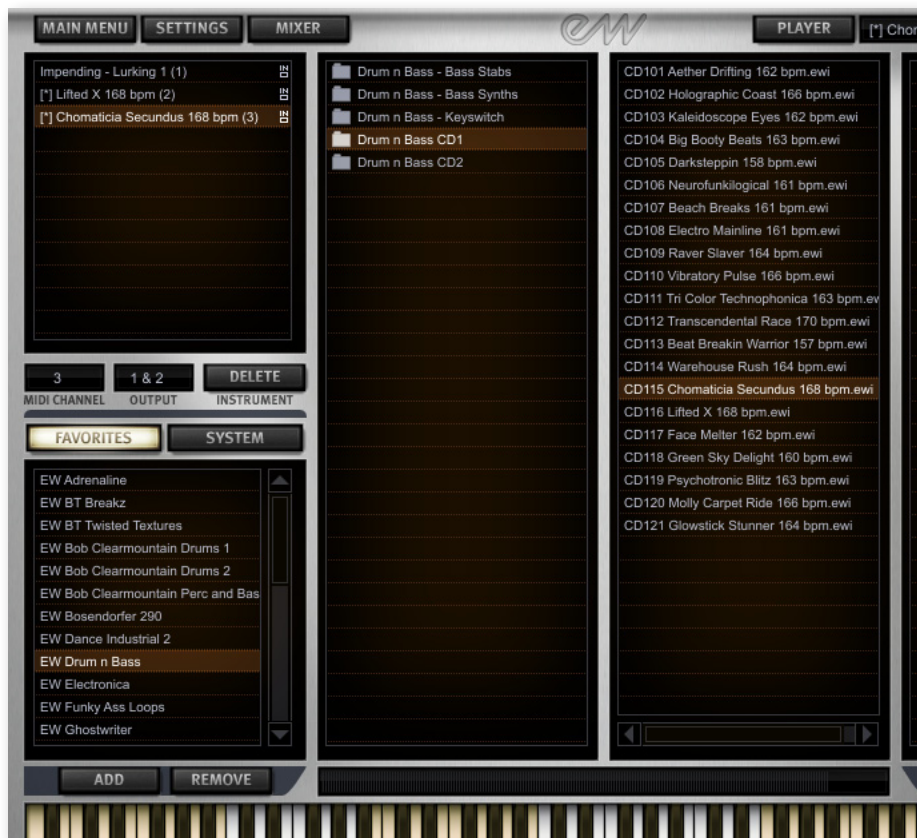 MAIN MENU SETTINGS MIXER
EW
PLAYER [*] Chor
Impending - Lurking 1 (1)
[*] Lifted X 168 bpm (2)
[*] Chomaticia Secundus 168 bpm (3)
3 1 & 2 DELETE
MIDI CHANNEL OUTPUT INSTRUMENT
FAVORITES SYSTEM
EW Adrenaline
EW BT Breakz
EW BT Twisted Textures
EW Bob Clearmountain Drums 1
EW Bob Clearmountain Drums 2
EW Bob Clearmountain Perc and Bas
EW Bosendorfer 290
EW Dance Industrial 2
EW Drum n Bass
EW Electronica
EW Funky Ass Loops
EW Ghostwriter
ADD REMOVE
Drum n Bass - Bass Stabs
Drum n Bass - Bass Synths
Drum n Bass - Keyswitch
Drum n Bass CD1
Drum n Bass CD2
CD101 Aether Drifting 162 bpm.ewi
CD102 Holographic Coast 166 bpm.ewi
CD103 Kaleidoscope Eyes 162 bpm.ewi
CD104 Big Booty Beats 163 bpm.ewi
CD105 Darksteppin 158 bpm.ewi
CD106 Neurofunkilogical 161 bpm.ewi
CD107 Beach Breaks 161 bpm.ewi
CD108 Electro Mainline 161 bpm.ewi
CD109 Raver Slaver 164 bpm.ewi
CD110 Vibratory Pulse 166 bpm.ewi
CD111 Tri Color Technophonica 163 bpm.ew
CD112 Transcendental Race 170 bpm.ewi
CD113 Beat Breakin Warrior 157 bpm.ewi
CD114 Warehouse Rush 164 bpm.ewi
CD115 Chomaticia Secundus 168 bpm.ewi
CD116 Lifted X 168 bpm.ewi
CD117 Face Melter 162 bpm.ewi
CD118 Green Sky Delight 160 bpm.ewi
CD119 Psychotronic Blitz 163 bpm.ewi
CD120 Molly Carpet Ride 166 bpm.ewi
CD121 Glowstick Stunner 164 bpm.ewi